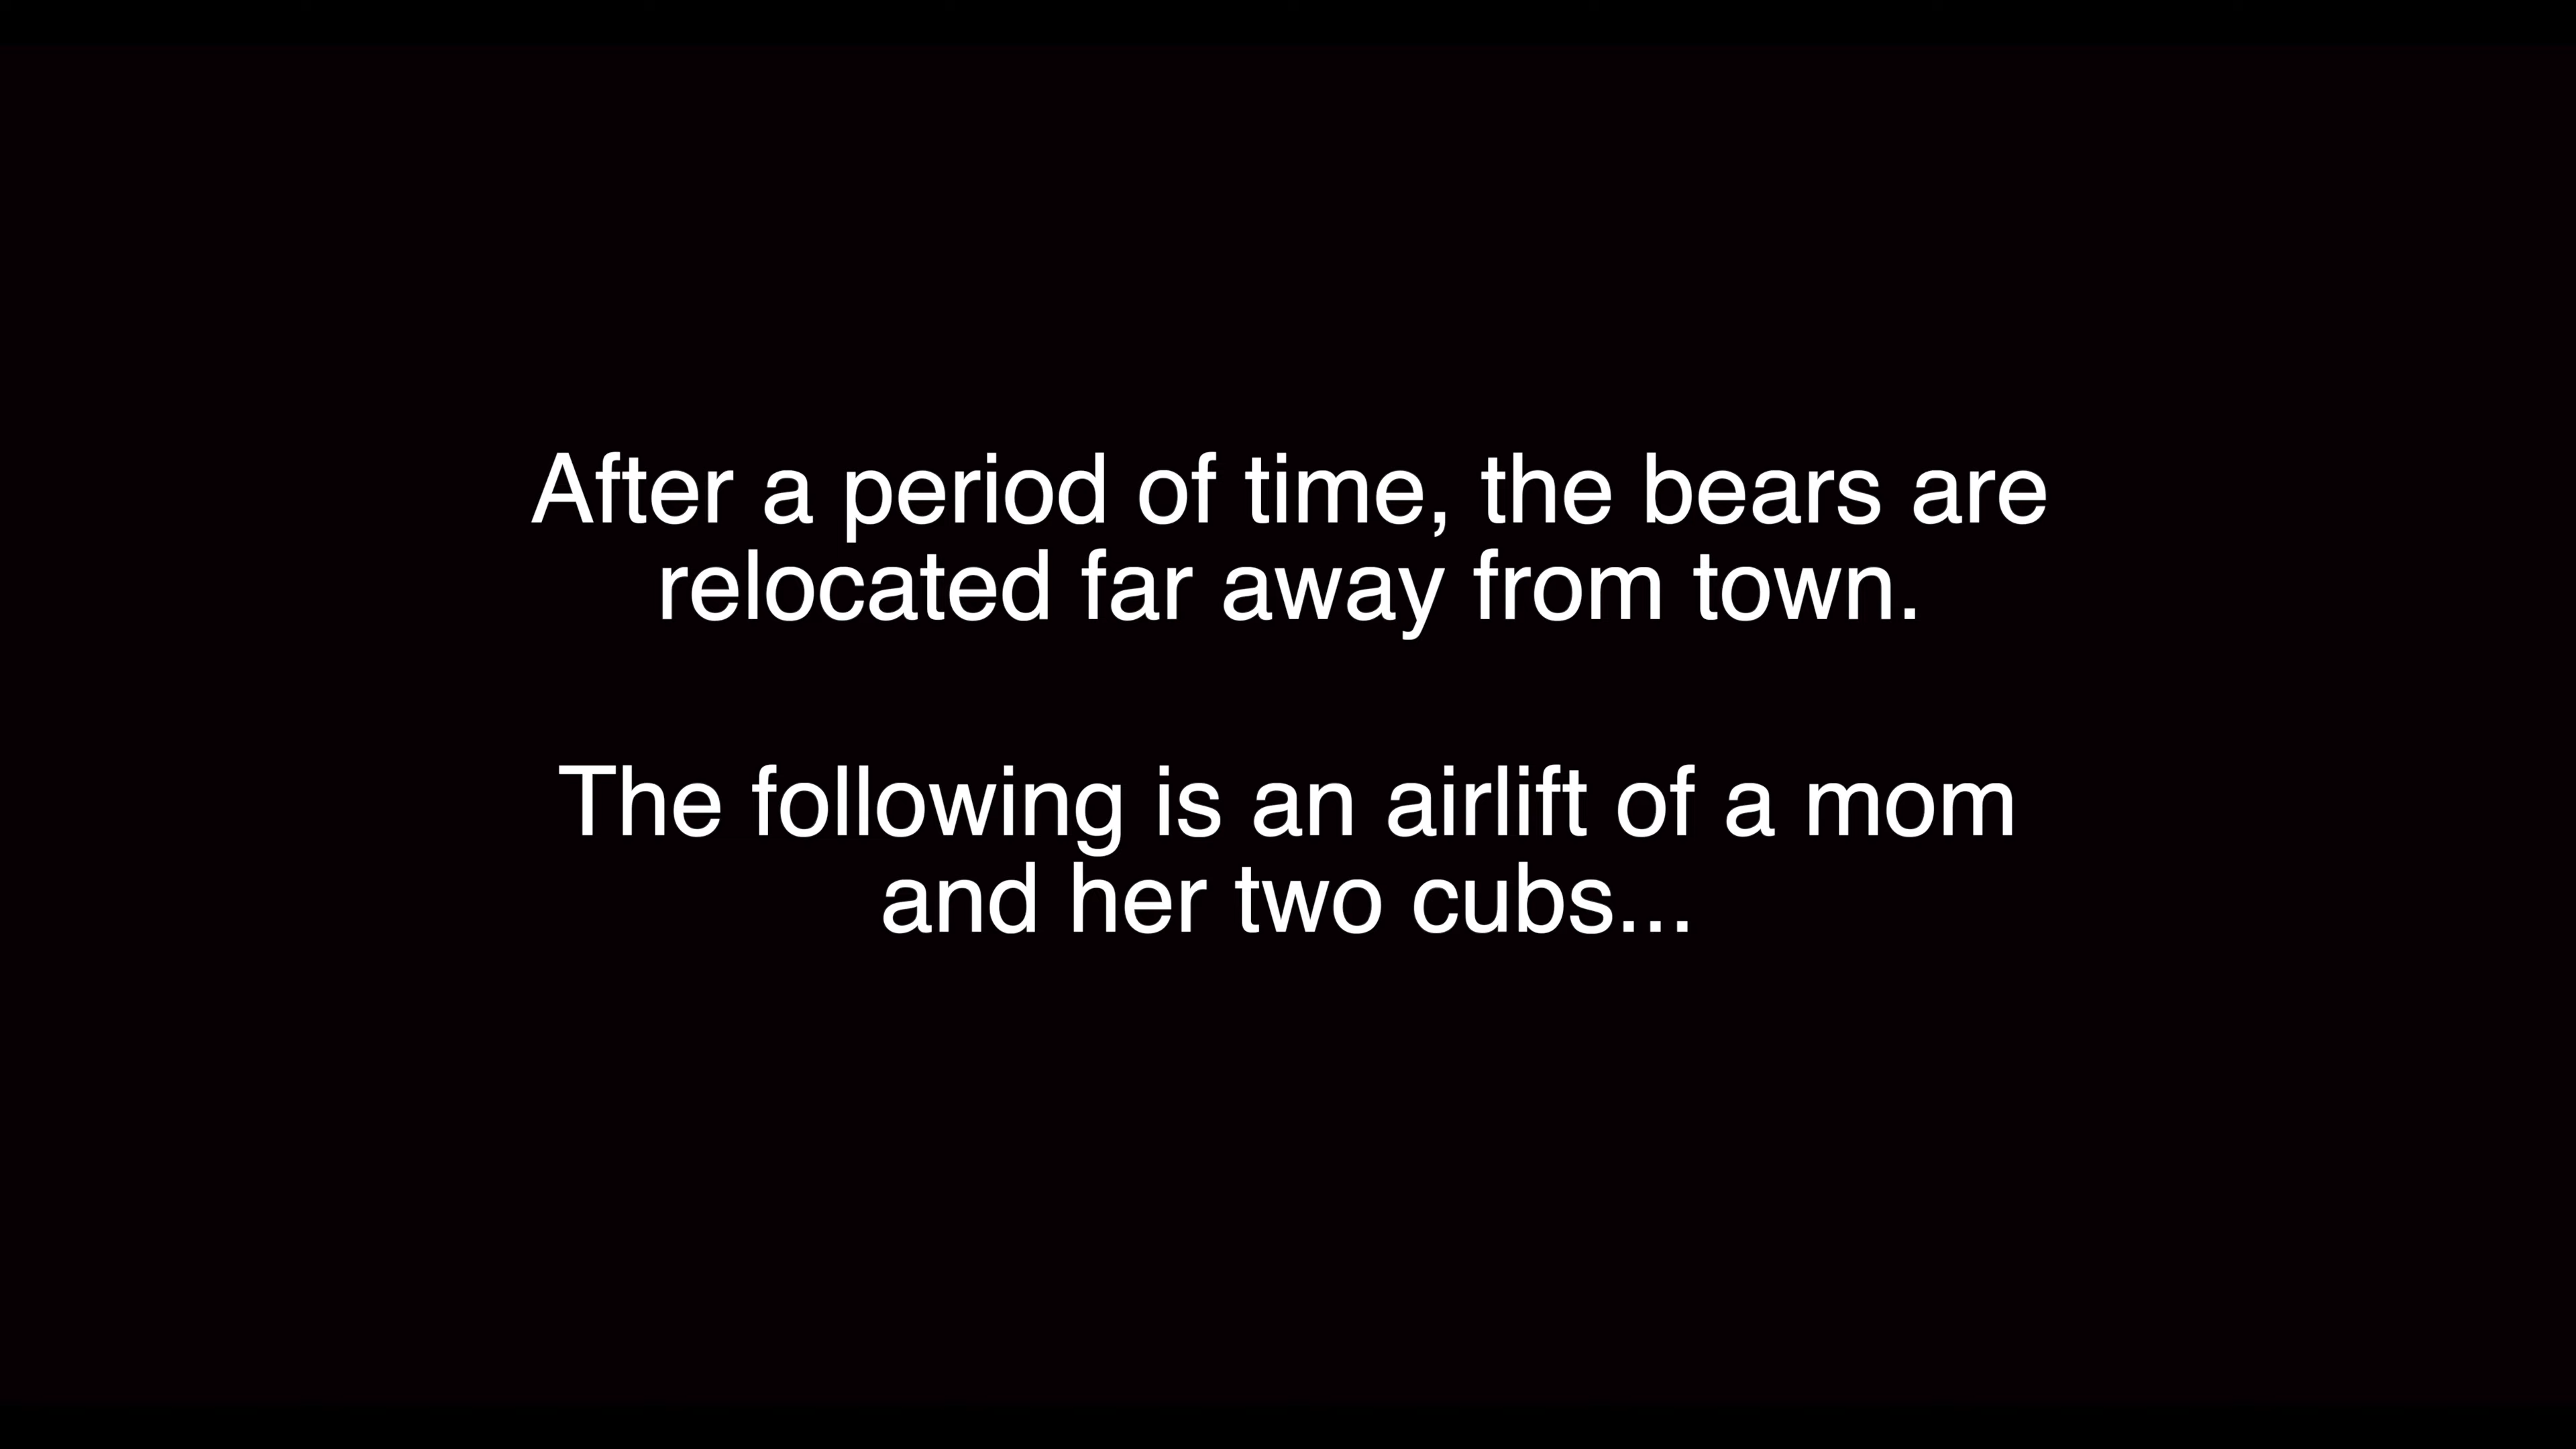 After a period of time, the bears are
relocated far away from town.
The following is an airlift of a mom
and her two cubs...